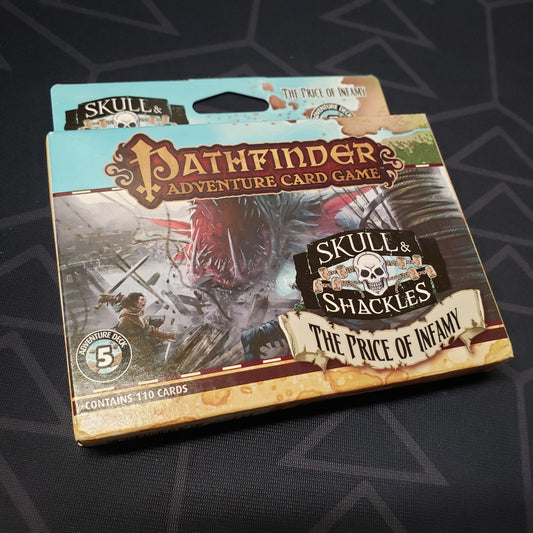 SKULL &
THE PRICE OF INFAMY
PATHFINDER
ADVENTURE CARD GAME
SKULL &
SHACKLES
THE PRICE OF INFAMY
ADVENTURE DECK
5
CONTAINS 110 CARDS